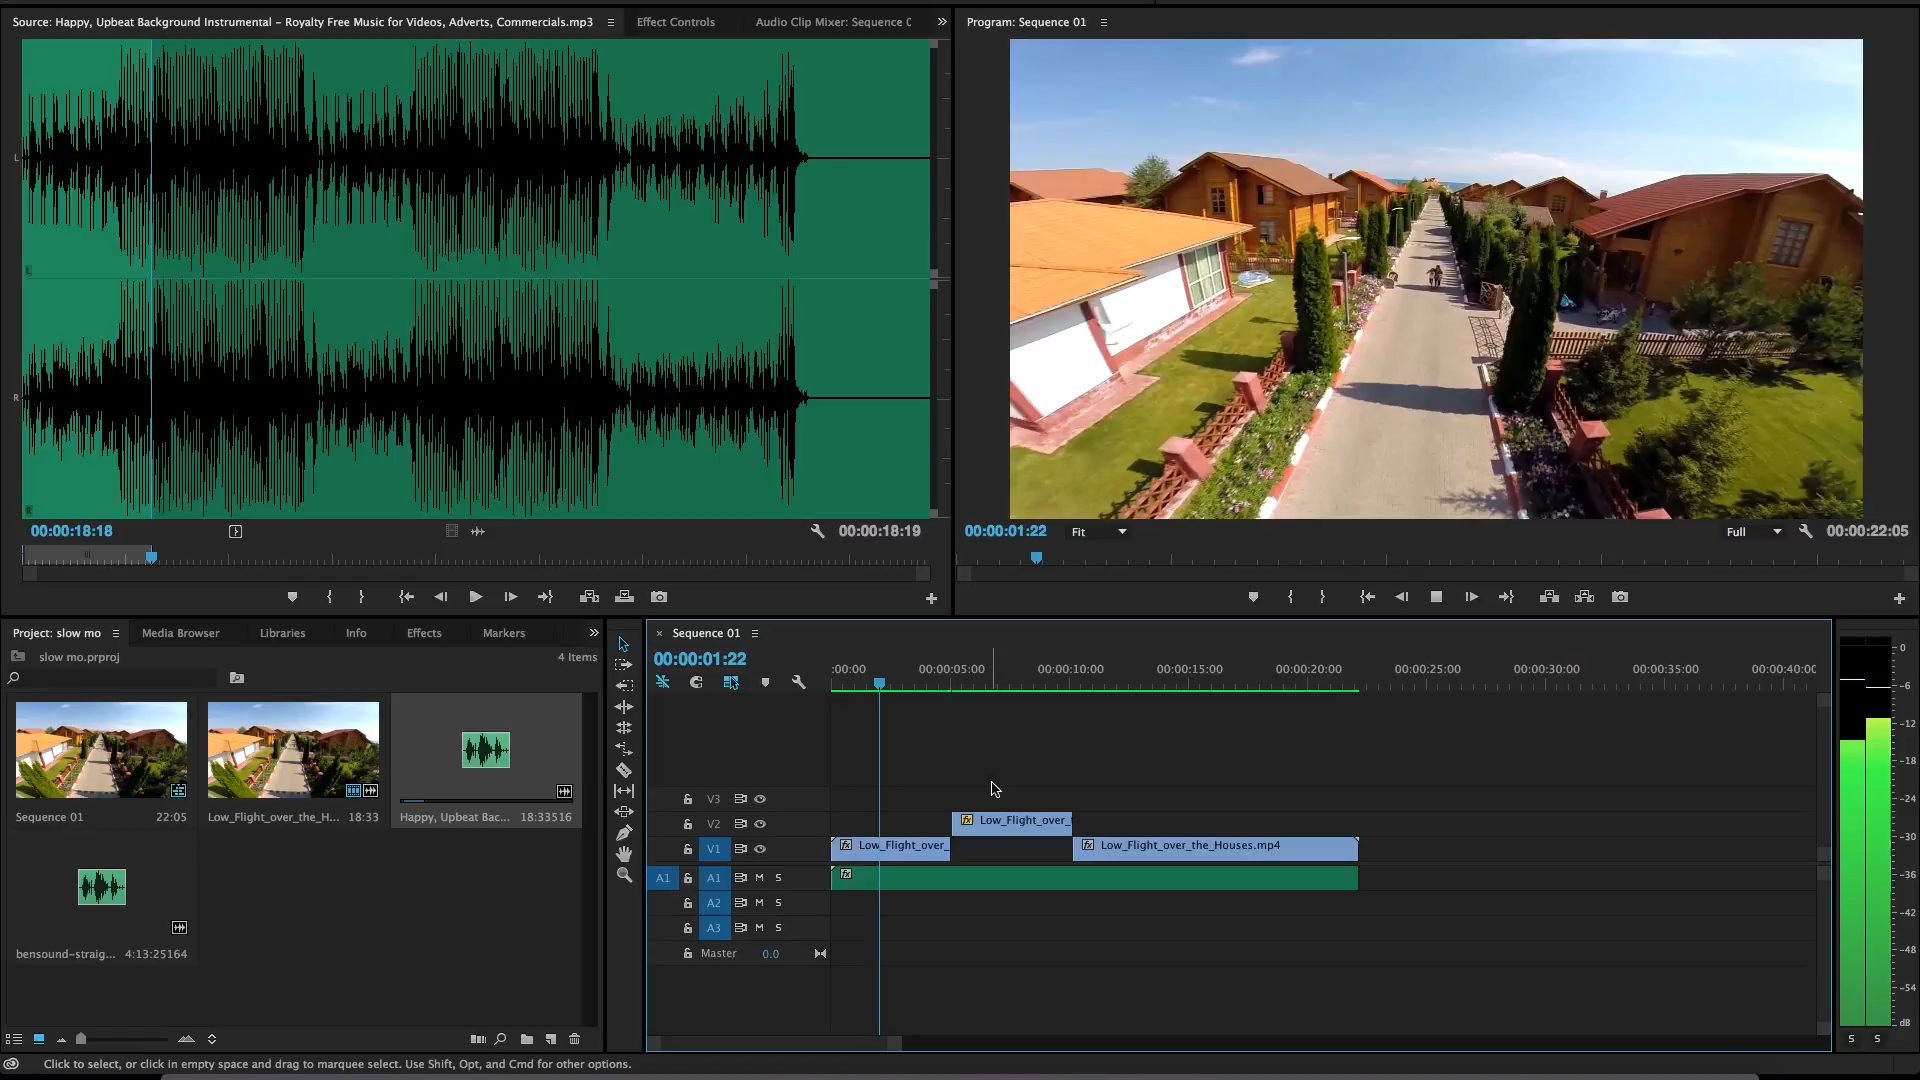 Source: Happy, Upbeat Background Instrumental – Royalty Free Music for Videos, Adverts, Commercials.mp3
Effect Controls
Audio Clip Mixer: Sequence 0
Program: Sequence 01
L
L
R
R
00:00:18:18
00:00:18:19
00:00:01:22
Fit
Full
00:00:22:05
Project: slow mo
Media Browser
Libraries
Info
Effects
Markers
slow mo.prproj
4 Items
Sequence 01
22:05
Low_Flight_over_the_H...
18:33
Happy, Upbeat Bac...
18:33516
bensound-straig...
4:13:25164
Sequence 01
00:00:01:22
:00:00
00:00:05:00
00:00:10:00
00:00:15:00
00:00:20:00
00:00:25:00
00:00:30:00
00:00:35:00
00:00:40:00
V3
V2
fx Low_Flight_over_t
V1
fx Low_Flight_over_
fx Low_Flight_over_the_Houses.mp4
A1
A1 M S
fx
A2 M S
A3 M S
Master 0.0
0
-6
-12
-18
-24
-30
-36
-42
-48
-54
dB
S S
Click to select, or click in empty space and drag to marquee select. Use Shift, Opt, and Cmd for other options.